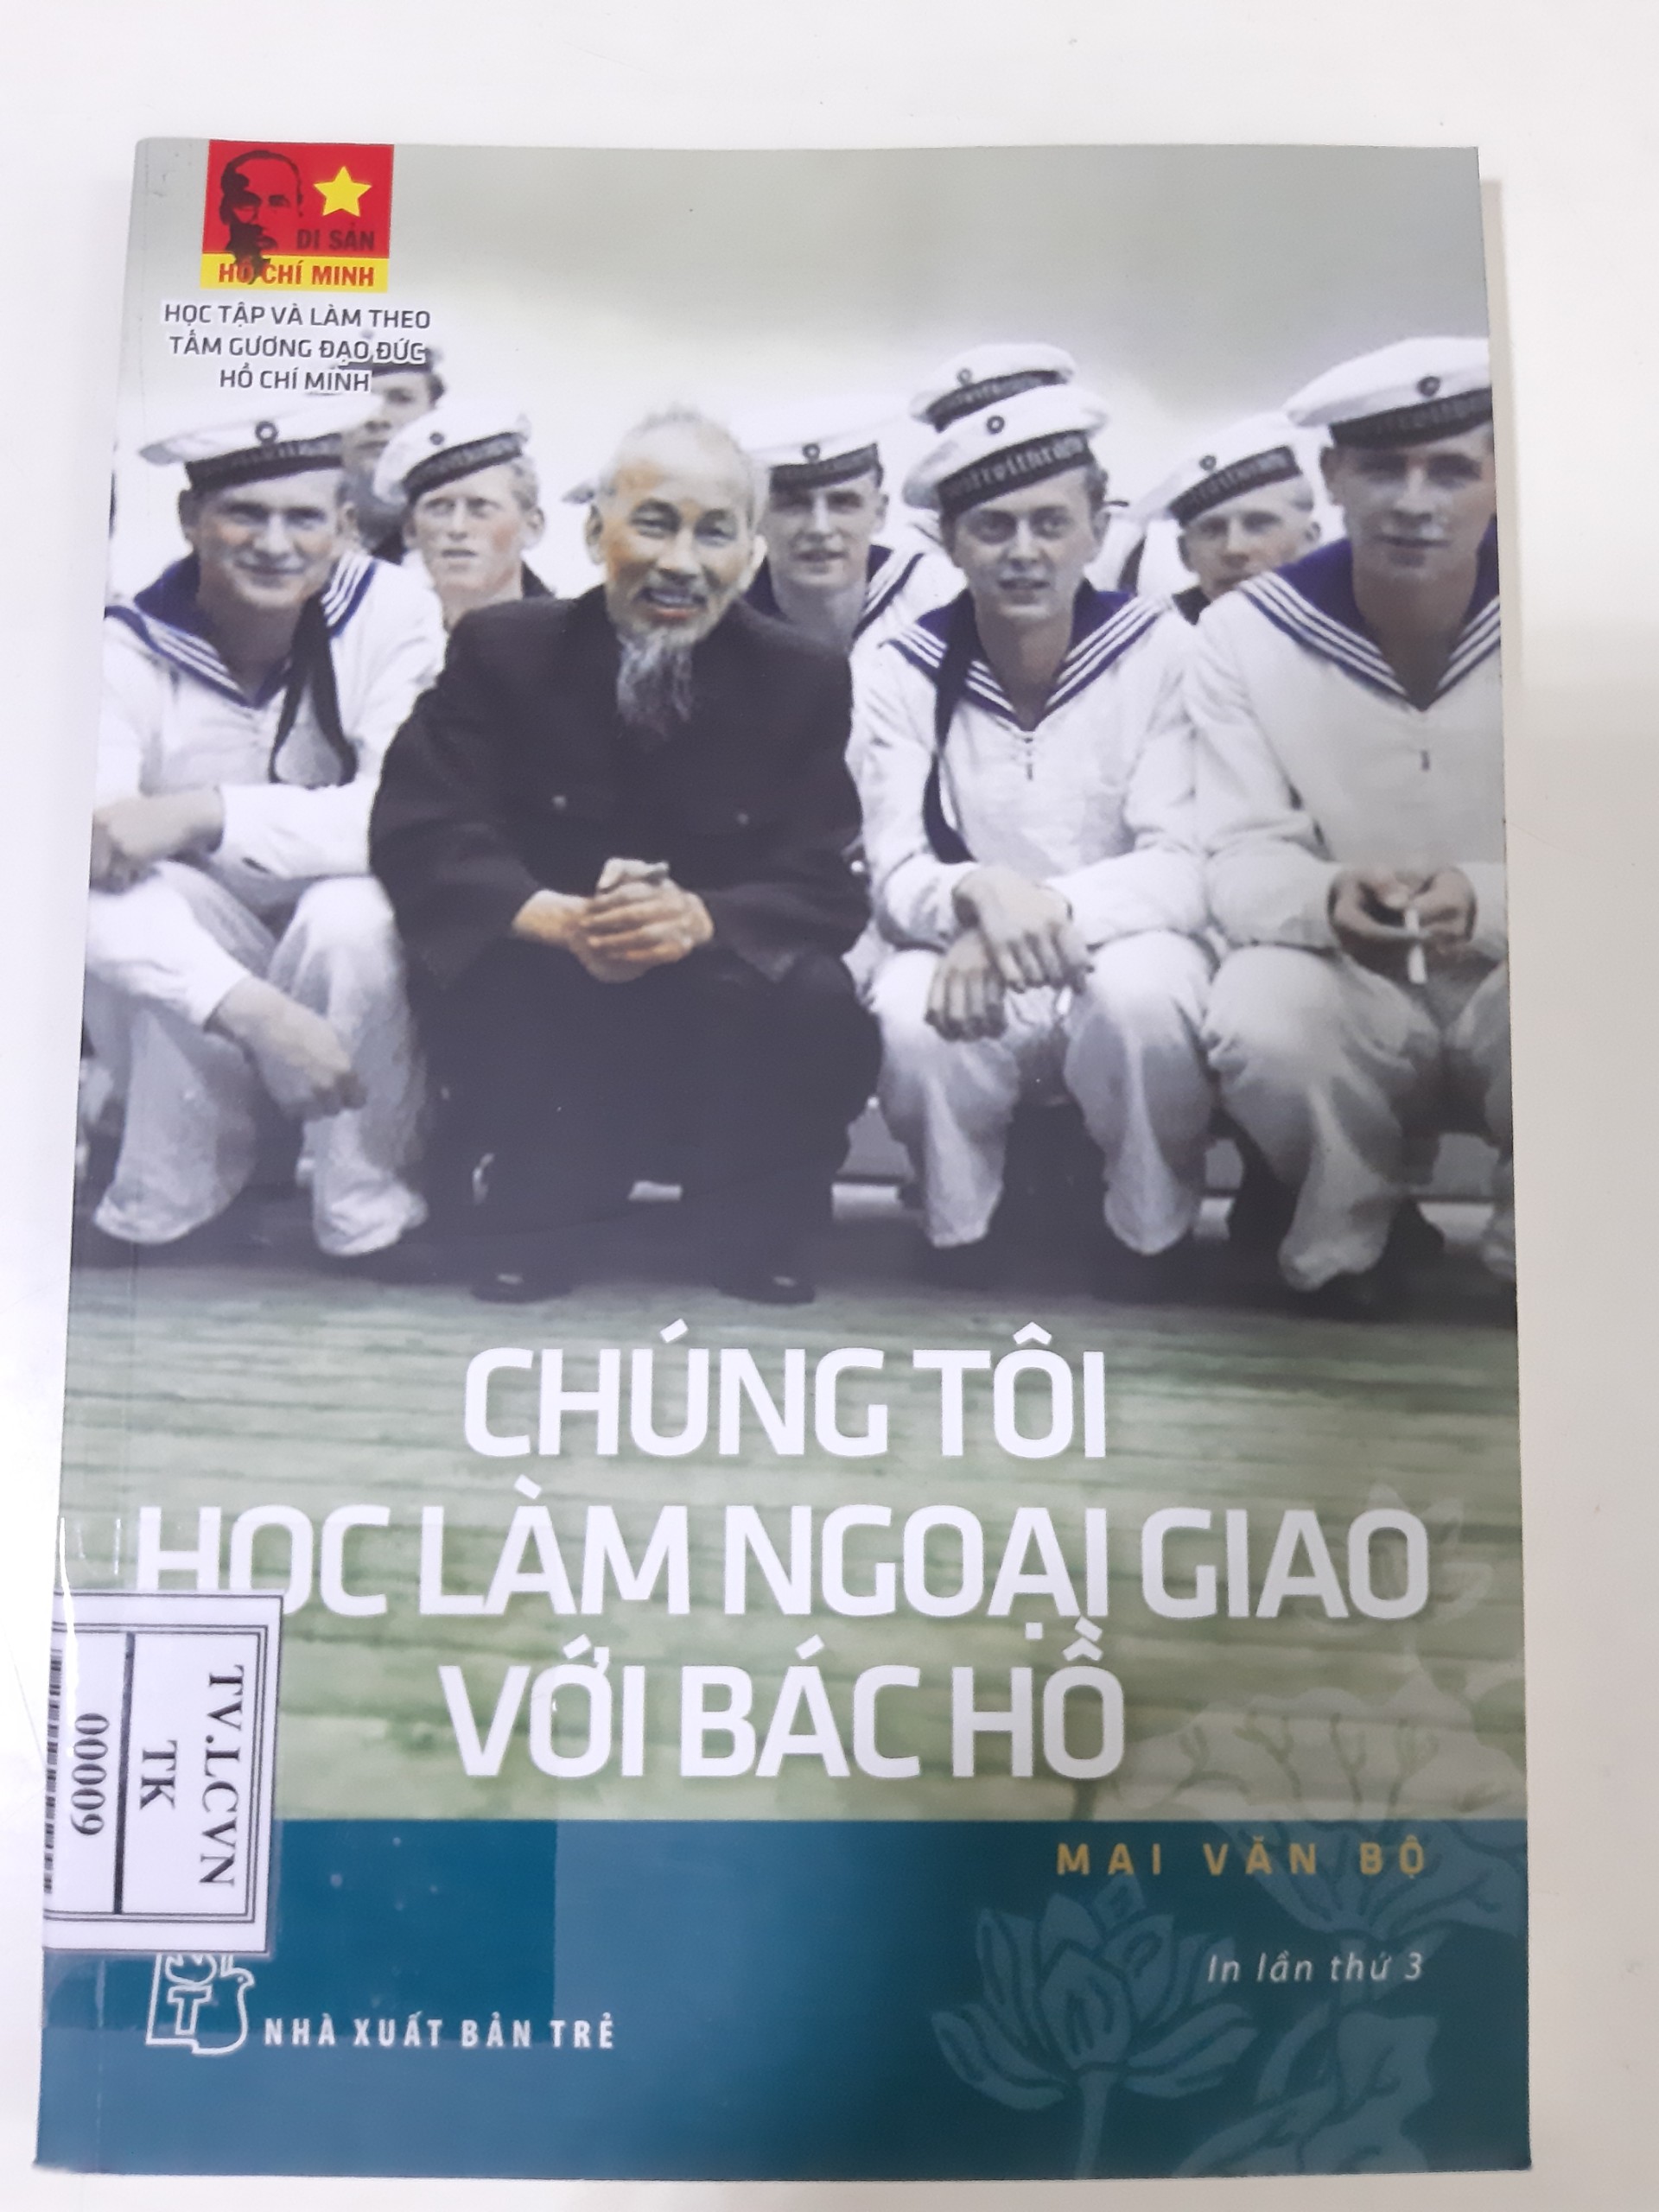 DI SẢN
HỒ CHÍ MINH
HỌC TẬP VÀ LÀM THEO
TẤM GƯƠNG ĐẠO ĐỨC
HỒ CHÍ MINH
CHÚNG TÔI
HỌC LÀM NGOẠI GIAO
VỚI BÁC HỒ
TV.LCVN
TK
00009
MAI VĂN BỘ
In lần thứ 3
NHÀ XUẤT BẢN TRẺ